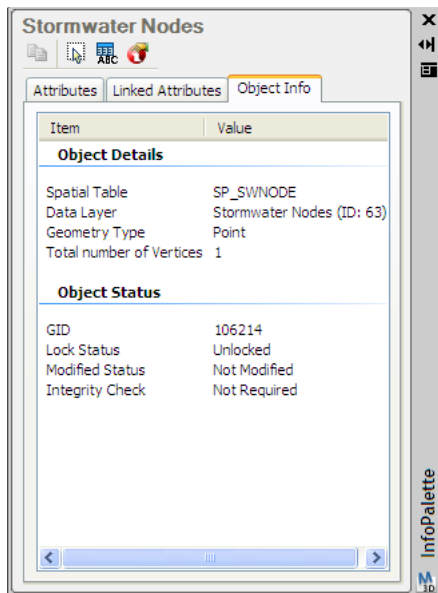 Stormwater Nodes
ABC
Attributes Linked Attributes Object Info
Item Value
Object Details
Spatial Table SP_SWNODE
Data Layer Stormwater Nodes (ID: 63)
Geometry Type Point
Total number of Vertices 1
Object Status
GID 106214
Lock Status Unlocked
Modified Status Not Modified
Integrity Check Not Required
InfoPalette
M
3D